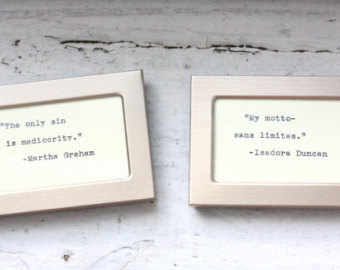 "The only sin
is mediocrity."
-Martha Graham
"My motto-
sans limites."
-Isadora Duncan